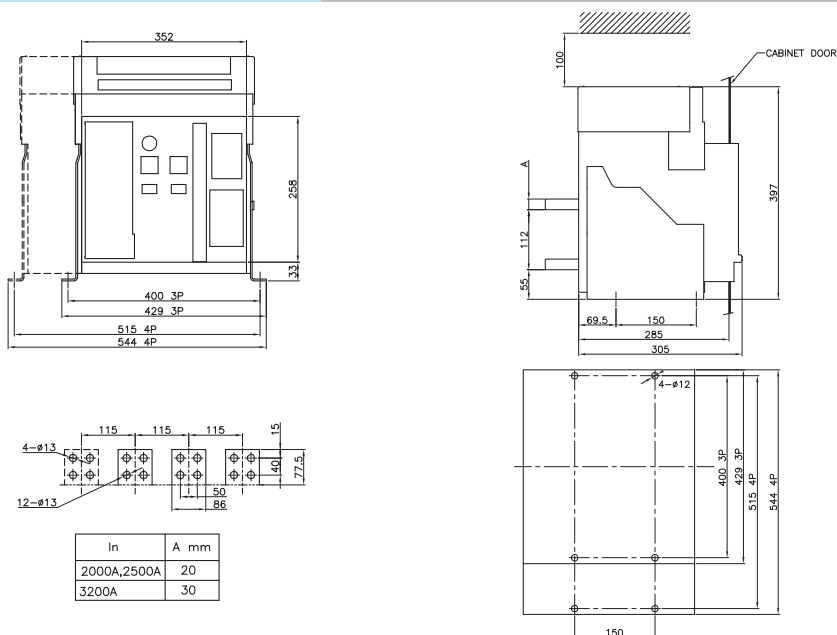 352
258
33
400 3P
429 3P
515 4P
544 4P
100
CABINET DOOR
A
112
55
397
69.5
150
285
305
115
115
115
15
4-ø13
40
77.5
12-ø13
50
86
In A mm
2000A,2500A 20
3200A 30
4-ø12
400 3P
429 3P
515 4P
544 4P
150